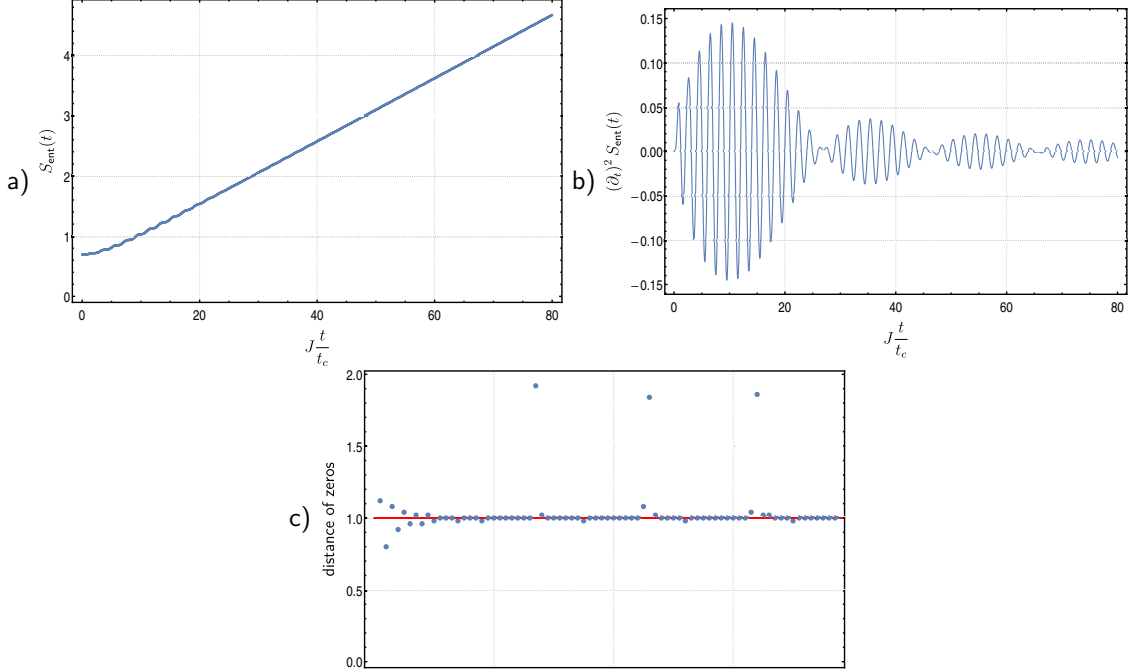 a)
S_ent(t)
4
3
2
1
0
0 20 40 60 80
J t/t_c
b)
(∂_t)² S_ent(t)
0.15
0.10
0.05
0.00
−0.05
−0.10
−0.15
0 20 40 60 80
J t/t_c
c)
distance of zeros
2.0
1.5
1.0
0.5
0.0